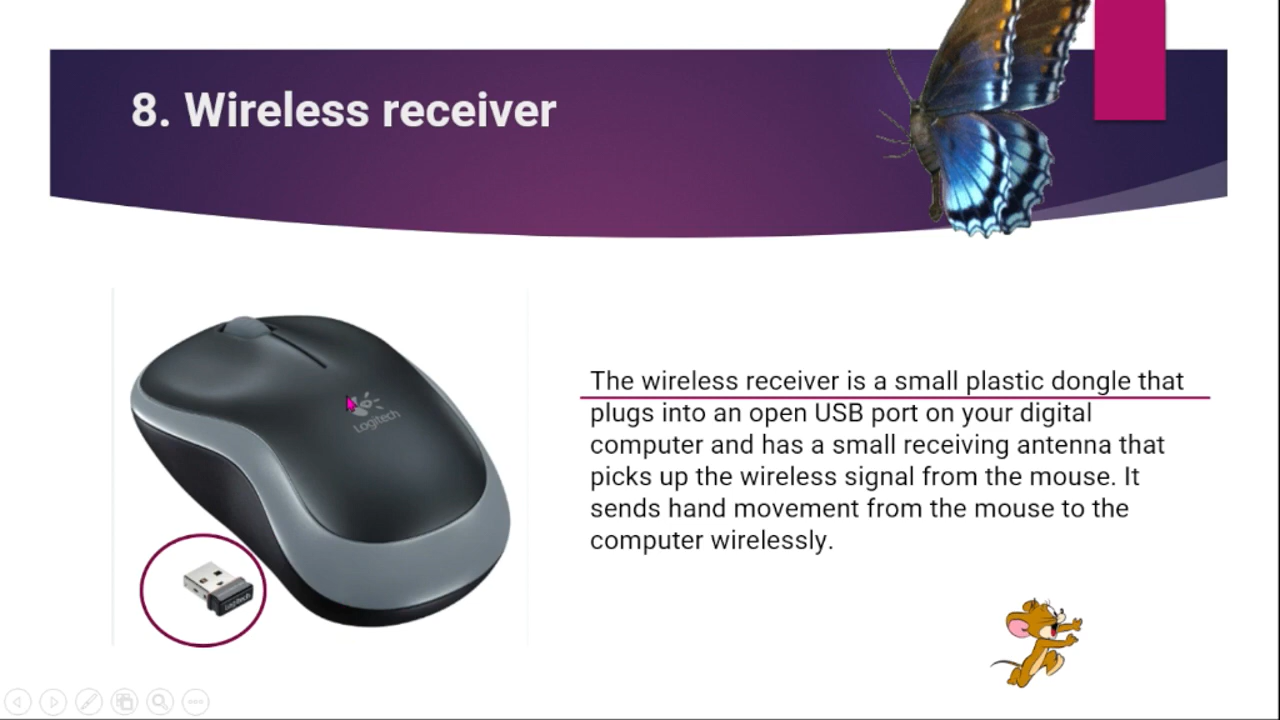 8. Wireless receiver
Logitech
Logitech
The wireless receiver is a small plastic dongle that
plugs into an open USB port on your digital
computer and has a small receiving antenna that
picks up the wireless signal from the mouse. It
sends hand movement from the mouse to the
computer wirelessly.